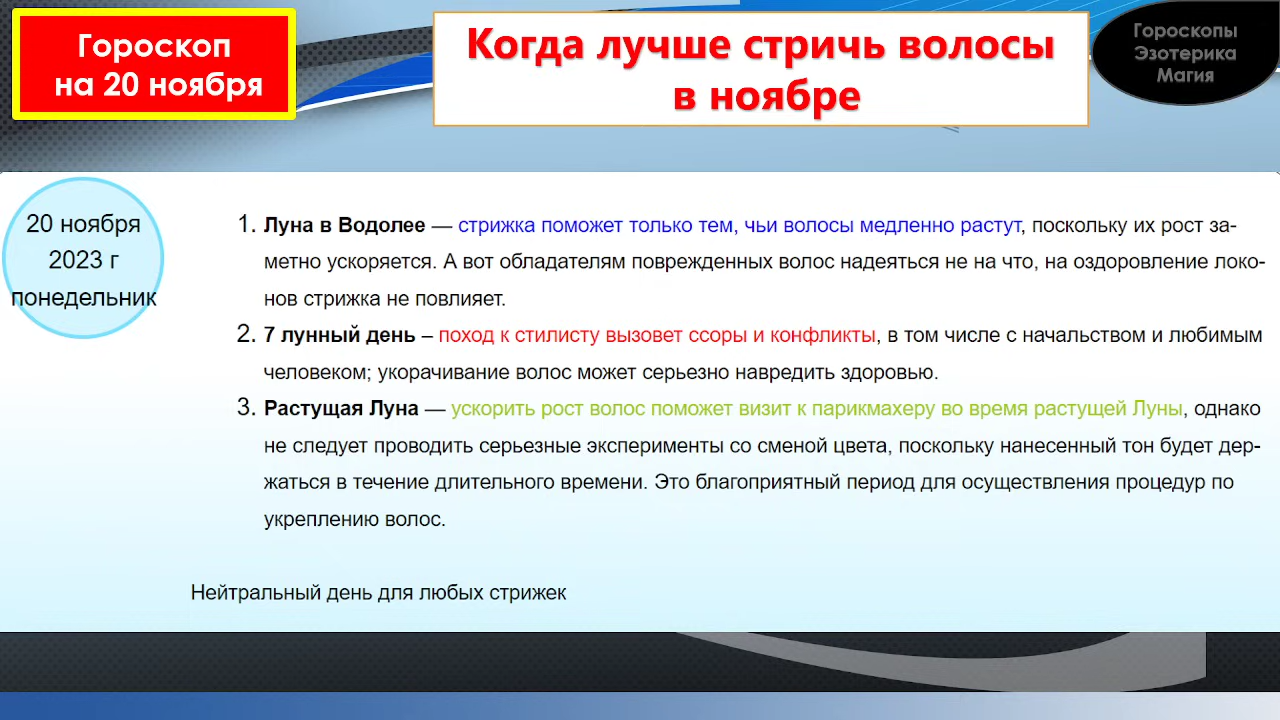 Гороскоп
на 20 ноября
Когда лучше стричь волосы
в ноябре
Гороскопы
Эзотерика
Магия
20 ноября
2023 г
понедельник
1. Луна в Водолее — стрижка поможет только тем, чьи волосы медленно растут, поскольку их рост за-
метно ускоряется. А вот обладателям поврежденных волос надеяться не на что, на оздоровление локо-
нов стрижка не повлияет.
2. 7 лунный день – поход к стилисту вызовет ссоры и конфликты, в том числе с начальством и любимым
человеком; укорачивание волос может серьезно навредить здоровью.
3. Растущая Луна — ускорить рост волос поможет визит к парикмахеру во время растущей Луны, однако
не следует проводить серьезные эксперименты со сменой цвета, поскольку нанесенный тон будет дер-
жаться в течение длительного времени. Это благоприятный период для осуществления процедур по
укреплению волос.
Нейтральный день для любых стрижек